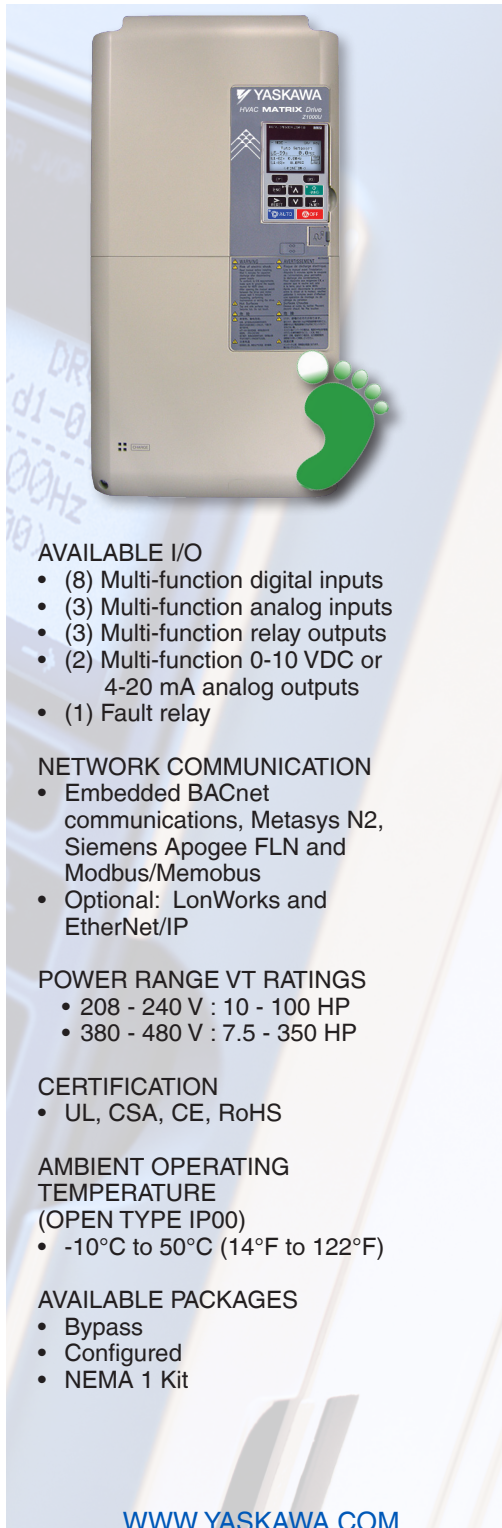 YASKAWA
HVAC MATRIX Drive
Z1000U
AUTO
OFF
WARNING
AVERTISSEMENT
AVAILABLE I/O
• (8) Multi-function digital inputs
• (3) Multi-function analog inputs
• (3) Multi-function relay outputs
• (2) Multi-function 0-10 VDC or
4-20 mA analog outputs
• (1) Fault relay
NETWORK COMMUNICATION
• Embedded BACnet
communications, Metasys N2,
Siemens Apogee FLN and
Modbus/Memobus
• Optional: LonWorks and
EtherNet/IP
POWER RANGE VT RATINGS
• 208 - 240 V : 10 - 100 HP
• 380 - 480 V : 7.5 - 350 HP
CERTIFICATION
• UL, CSA, CE, RoHS
AMBIENT OPERATING
TEMPERATURE
(OPEN TYPE IP00)
• -10°C to 50°C (14°F to 122°F)
AVAILABLE PACKAGES
• Bypass
• Configured
• NEMA 1 Kit
WWW.YASKAWA.COM